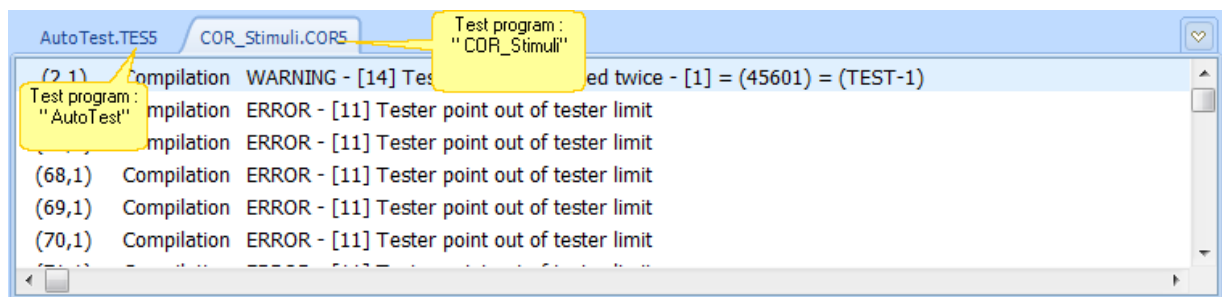 AutoTest.TES5
COR_Stimuli.COR5
Test program :
"COR_Stimuli"
Test program :
"AutoTest"
(2,1) Compilation WARNING - [14] ed twice - [1] = (45601) = (TEST-1)
ERROR - [11] Tester point out of tester limit
ERROR - [11] Tester point out of tester limit
(68,1) Compilation ERROR - [11] Tester point out of tester limit
(69,1) Compilation ERROR - [11] Tester point out of tester limit
(70,1) Compilation ERROR - [11] Tester point out of tester limit